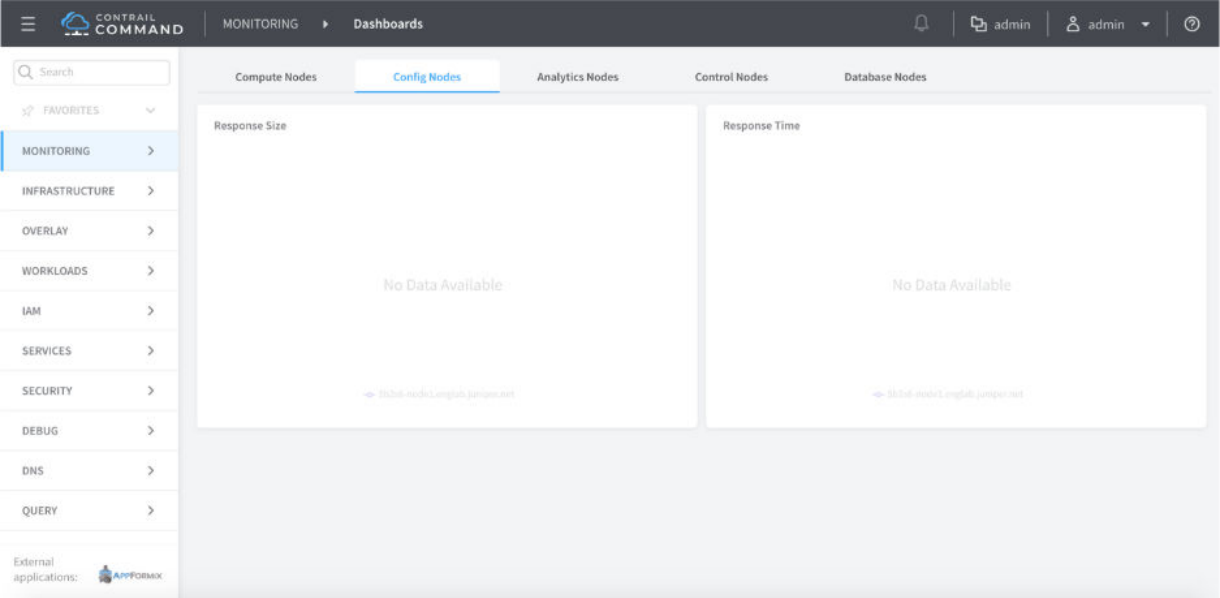 CONTRAIL
COMMAND
MONITORING
Dashboards
admin
admin
Search
FAVORITES
MONITORING
INFRASTRUCTURE
OVERLAY
WORKLOADS
IAM
SERVICES
SECURITY
DEBUG
DNS
QUERY
External
applications:
APPFORMIX
Compute Nodes
Config Nodes
Analytics Nodes
Control Nodes
Database Nodes
Response Size
No Data Available
Response Time
No Data Available